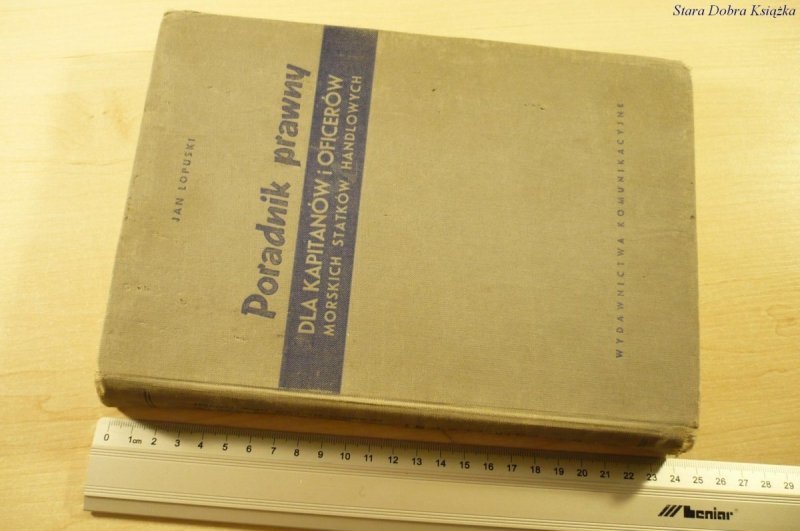 Stara Dobra Książka
JAN ŁOPUSKI
Poradnik prawny
DLA KAPITANÓW i OFICERÓW
MORSKICH STATKÓW HANDLOWYCH
WYDAWNICTWA KOMUNIKACYJNE
0 1cm 2 3 4 5 6 7 8 9 10 11 12 13 14 15 16 17 18 19 20 21 22 23 24 25 26 27 28 29
Leniar